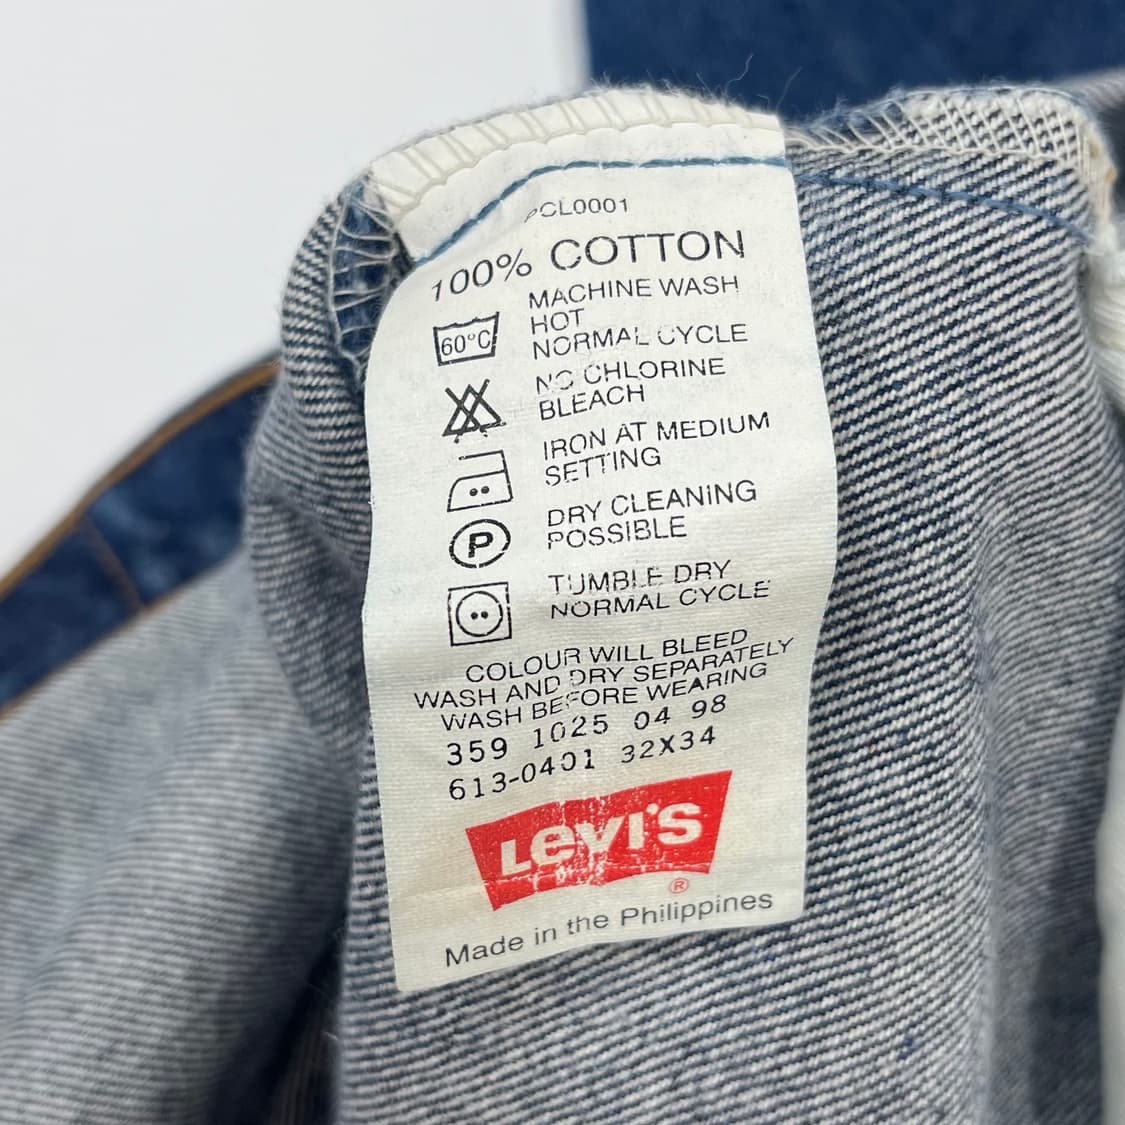 PCL0001
100% COTTON
60°C
MACHINE WASH
HOT
NORMAL CYCLE
NO CHLORINE
BLEACH
IRON AT MEDIUM
SETTING
P
DRY CLEANING
POSSIBLE
TUMBLE DRY
NORMAL CYCLE
COLOUR WILL BLEED
WASH AND DRY SEPARATELY
WASH BEFORE WEARING
359 1025 04 98
613-0401 32X34
Levi's
®
Made in the Philippines